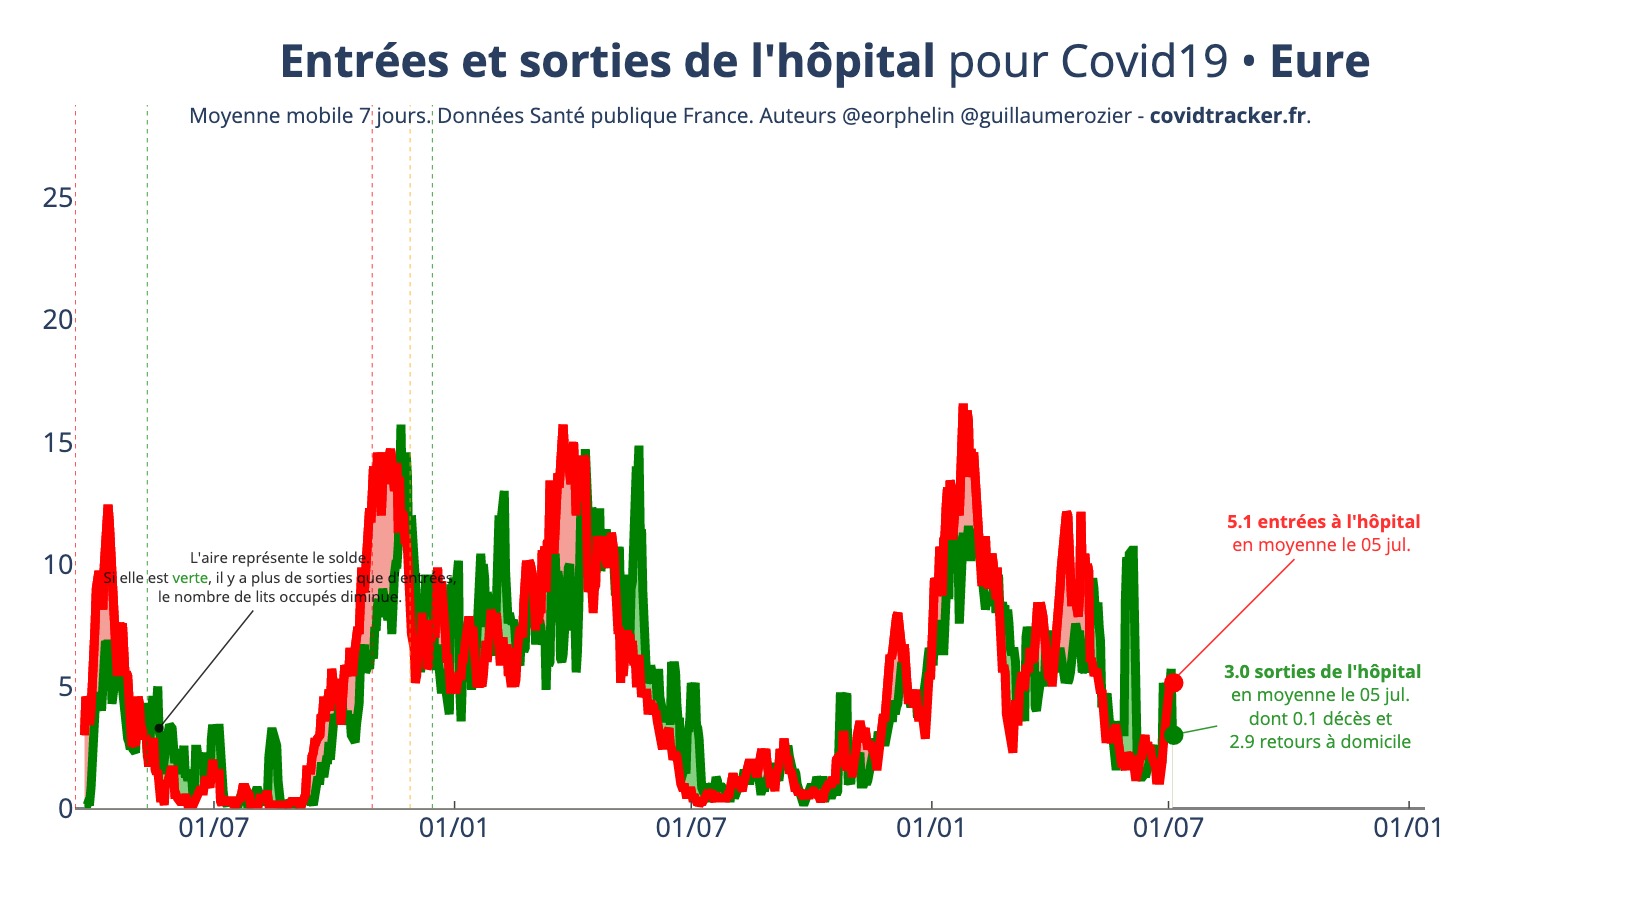 Entrées et sorties de l'hôpital pour Covid19 • Eure
Moyenne mobile 7 jours. Données Santé publique France. Auteurs @eorphelin @guillaumerozier - covidtracker.fr.
25
20
15
10
5
0
L'aire représente le solde.
Si elle est verte, il y a plus de sorties que d'entrées,
le nombre de lits occupés diminue.
5.1 entrées à l'hôpital
en moyenne le 05 jul.
3.0 sorties de l'hôpital
en moyenne le 05 jul.
dont 0.1 décès et
2.9 retours à domicile
01/07 01/01 01/07 01/01 01/07 01/01